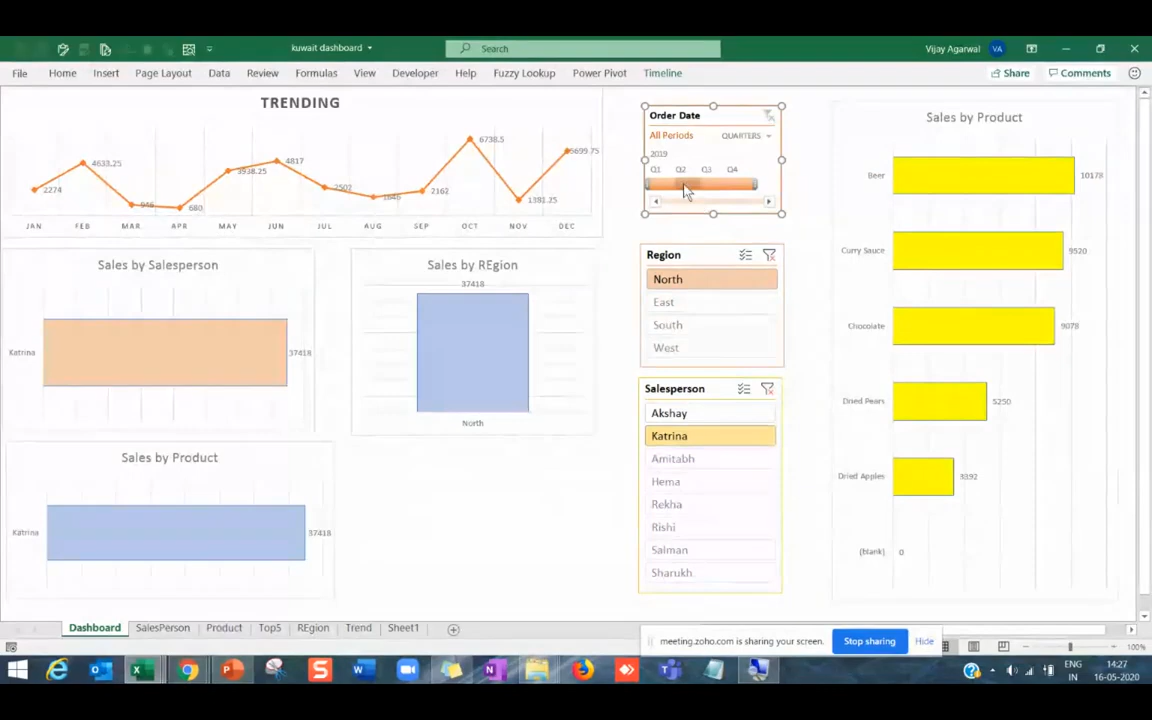 kuwait dashboard
Search
Vijay Agarwal VA
File Home Insert Page Layout Data Review Formulas View Developer Help Fuzzy Lookup Power Pivot Timeline Share Comments
TRENDING
2274 4633.25 946 680 3938.25 4817 2502 1646 2162 6738.5 1381.25 5699.75
JAN FEB MAR APR MAY JUN JUL AUG SEP OCT NOV DEC
Order Date
All Periods QUARTERS
2019
Q1 Q2 Q3 Q4
Sales by Salesperson
Katrina 37418
Sales by REgion
37418
North
Sales by Product
Katrina 37418
Region
North
East
South
West
Salesperson
Akshay
Katrina
Amitabh
Hema
Rekha
Rishi
Salman
Sharukh
Sales by Product
Beer 10178
Curry Sauce 9520
Chocolate 9078
Dried Pears 5250
Dried Apples 3392
(blank) 0
Dashboard SalesPerson Product Top5 REgion Trend Sheet1
meeting.zoho.com is sharing your screen. Stop sharing Hide
100%
ENG 14:27
IN 16-05-2020